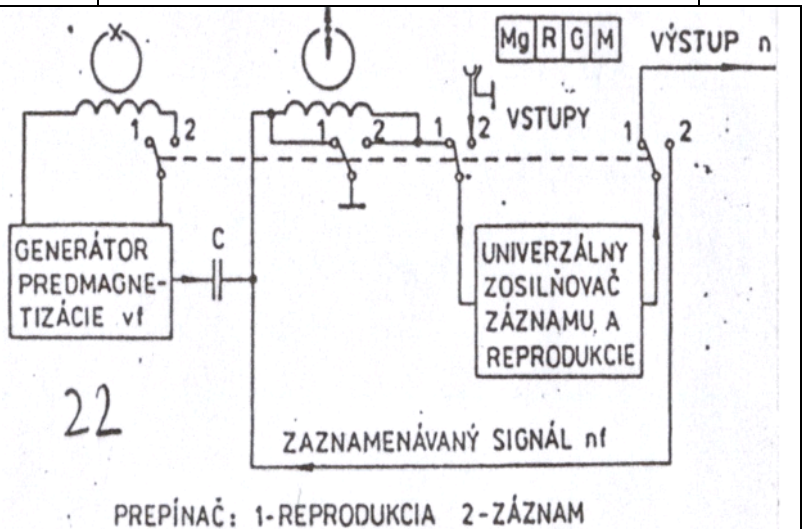 Mg R G M
VÝSTUP n
1 2
1 2
1 2
VSTUPY
1 2
GENERÁTOR
PREDMAGNE-
TIZÁCIE vf
C
UNIVERZÁLNY
ZOSILŇOVAČ
ZÁZNAMU, A
REPRODUKCIE
22
ZAZNAMENÁVANÝ SIGNÁL nf
PREPÍNAČ: 1-REPRODUKCIA 2-ZÁZNAM